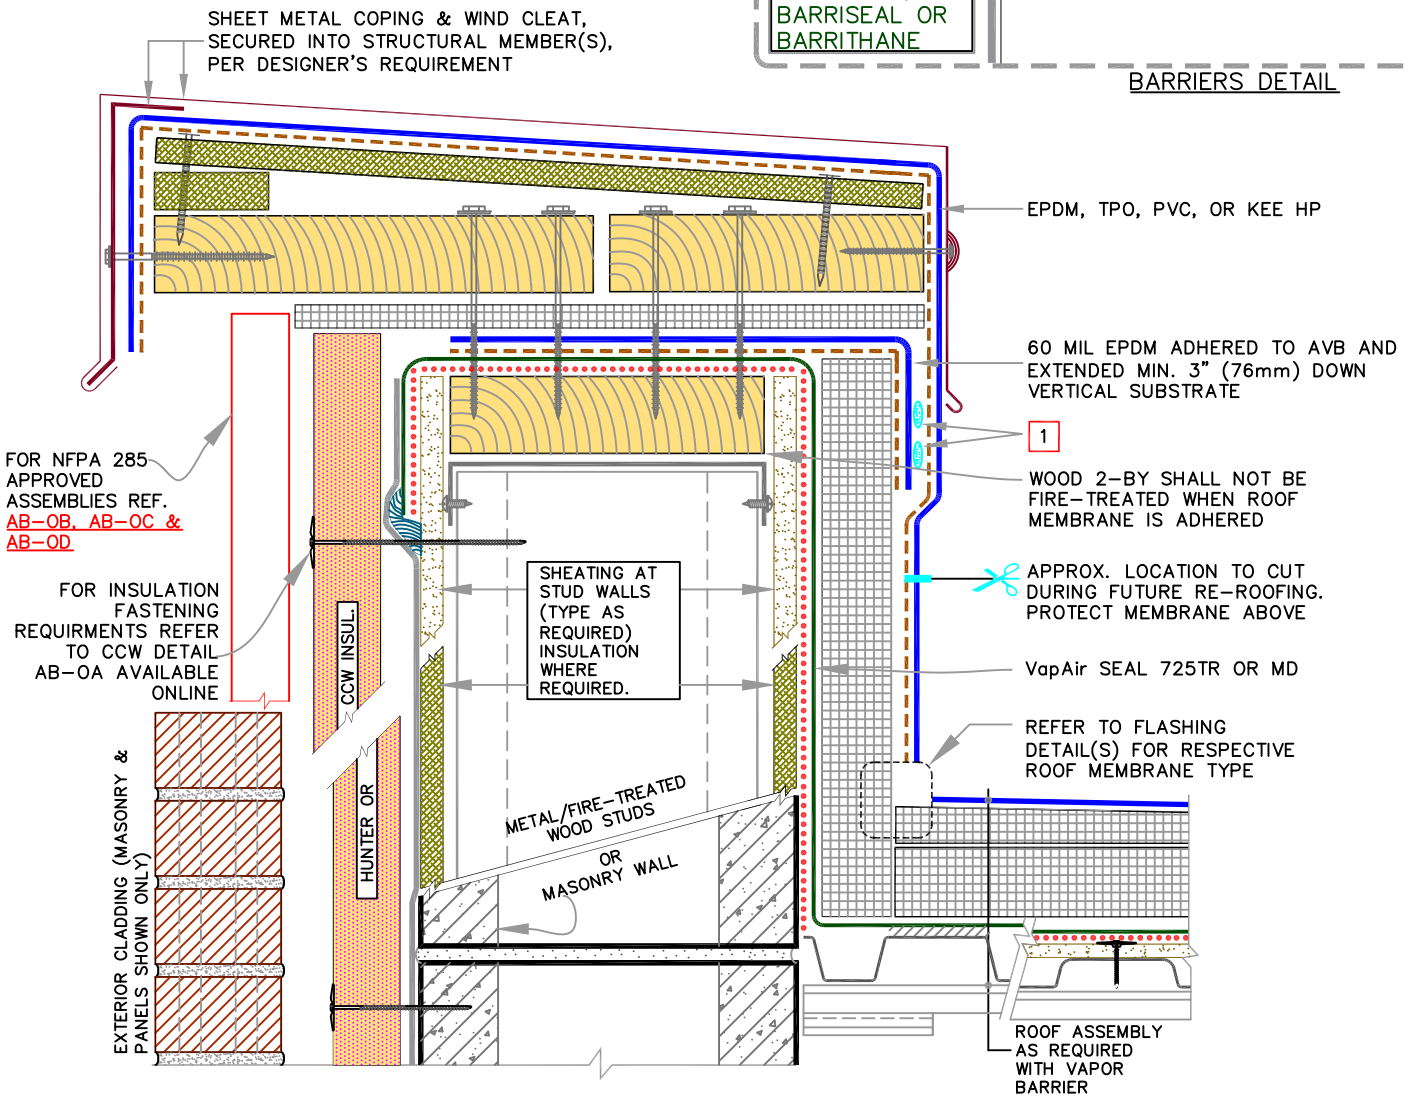 SHEET METAL COPING & WIND CLEAT,
SECURED INTO STRUCTURAL MEMBER(S),
PER DESIGNER'S REQUIREMENT
BARRISEAL OR
BARRITHANE
BARRIERS DETAIL
EPDM, TPO, PVC, OR KEE HP
60 MIL EPDM ADHERED TO AVB AND
EXTENDED MIN. 3" (76mm) DOWN
VERTICAL SUBSTRATE
1
WOOD 2-BY SHALL NOT BE
FIRE-TREATED WHEN ROOF
MEMBRANE IS ADHERED
APPROX. LOCATION TO CUT
DURING FUTURE RE-ROOFING.
PROTECT MEMBRANE ABOVE
VapAir SEAL 725TR OR MD
REFER TO FLASHING
DETAIL(S) FOR RESPECTIVE
ROOF MEMBRANE TYPE
ROOF ASSEMBLY
AS REQUIRED
WITH VAPOR
BARRIER
FOR NFPA 285
APPROVED
ASSEMBLIES REF.
AB-OB, AB-OC &
AB-OD
FOR INSULATION
FASTENING
REQUIRMENTS REFER
TO CCW DETAIL
AB-OA AVAILABLE
ONLINE
SHEATING AT
STUD WALLS
(TYPE AS
REQUIRED)
INSULATION
WHERE
REQUIRED.
CCW INSUL.
HUNTER OR
METAL/FIRE-TREATED
WOOD STUDS
OR
MASONRY WALL
EXTERIOR CLADDING (MASONRY &
PANELS SHOWN ONLY)